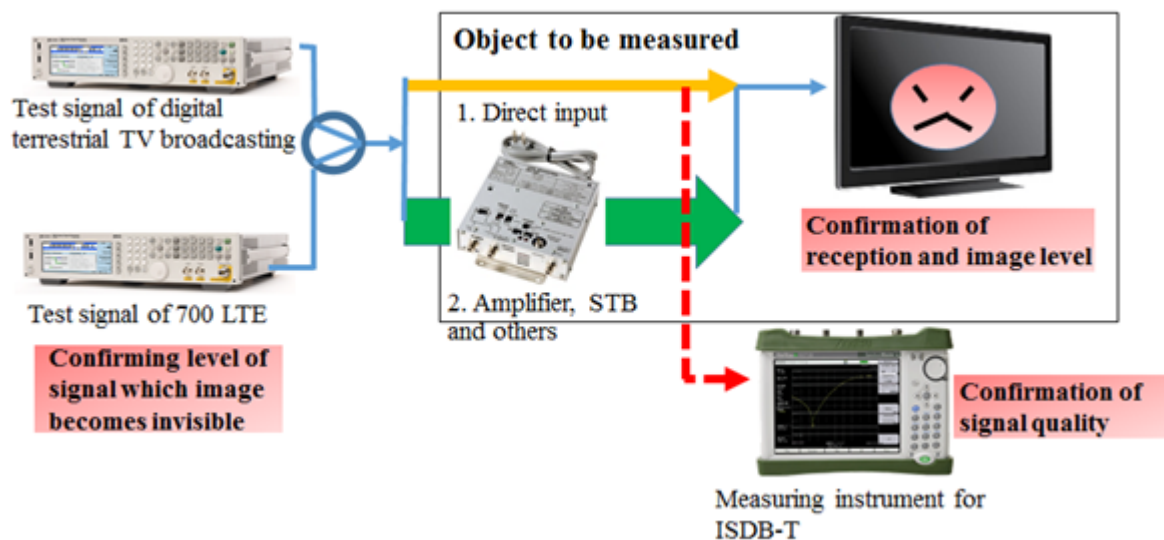 Object to be measured
Test signal of digital
terrestrial TV broadcasting
1. Direct input
Confirmation of
reception and image level
Test signal of 700 LTE
2. Amplifier, STB
and others
Confirming level of
signal which image
becomes invisible
Confirmation of
signal quality
Measuring instrument for
ISDB-T